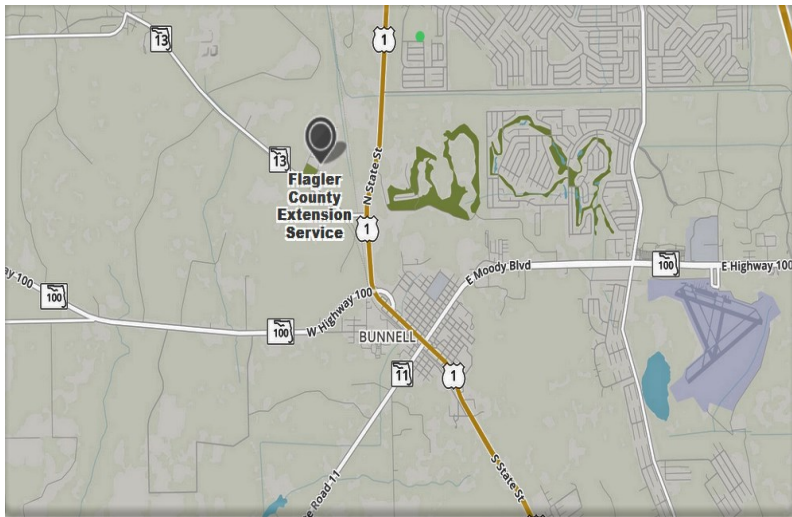 13
1
13
Flagler
County
Extension
Service
N State St
1
100
E Moody Blvd
100
E Highway 100
100
W Highway 100
100
BUNNELL
11
1
Road 11
S State St